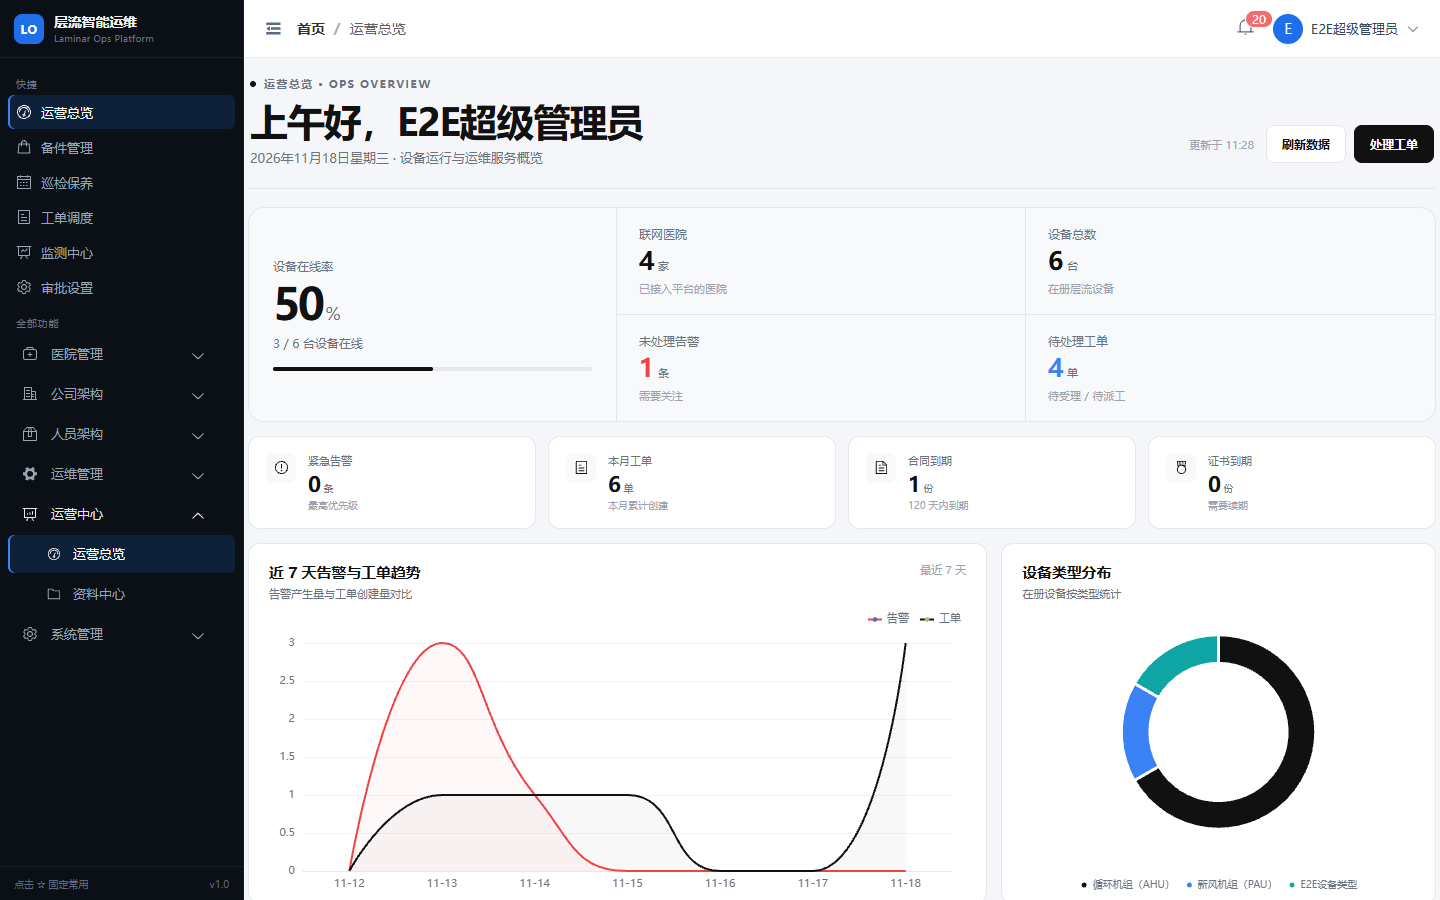 LO
层流智能运维
Laminar Ops Platform
快捷
运营总览
备件管理
巡检保养
工单调度
监测中心
审批设置
全部功能
医院管理
公司架构
人员架构
运维管理
运营中心
运营总览
资料中心
系统管理
点击 ☆ 固定常用
v1.0
首页 / 运营总览
20
E
E2E超级管理员
运营总览 • OPS OVERVIEW
上午好，E2E超级管理员
2026年11月18日星期三 · 设备运行与运维服务概览
更新于 11:28
刷新数据
处理工单
设备在线率
50%
3 / 6 台设备在线
联网医院
4 家
已接入平台的医院
设备总数
6 台
在册层流设备
未处理告警
1 条
需要关注
待处理工单
4 单
待受理 / 待派工
紧急告警
0 条
最高优先级
本月工单
6 单
本月累计创建
合同到期
1 份
120 天内到期
证书到期
0 份
需要续期
近 7 天告警与工单趋势
最近 7 天
告警产生量与工单创建量对比
告警
工单
3
2.5
2
1.5
1
0.5
0
11-12
11-13
11-14
11-15
11-16
11-17
11-18
设备类型分布
在册设备按类型统计
循环机组（AHU）
新风机组（PAU）
E2E设备类型